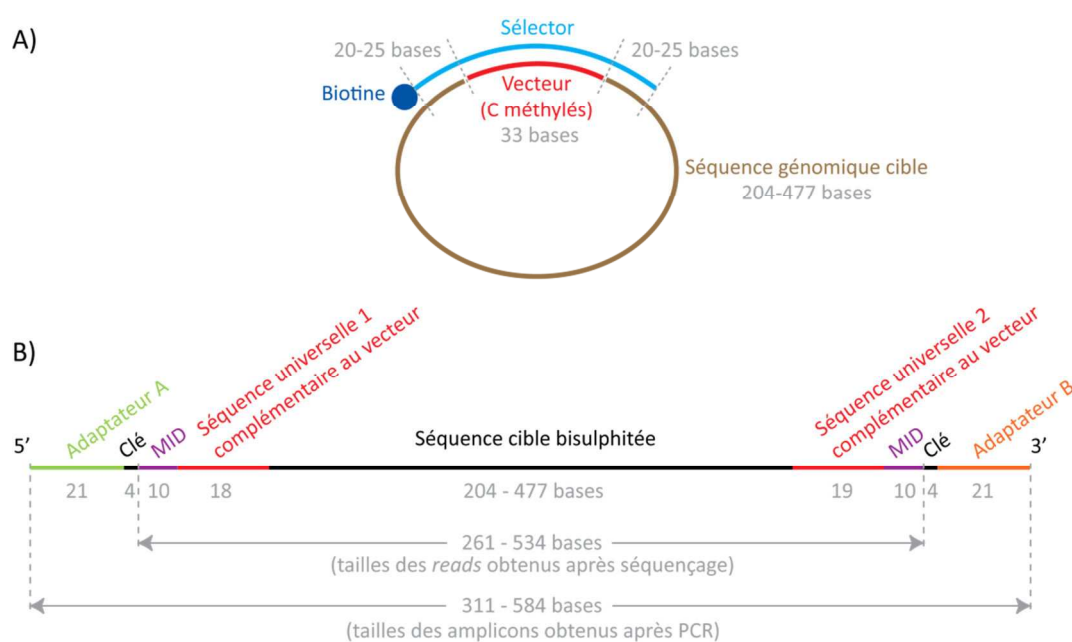 A)
Sélector
20-25 bases
20-25 bases
Biotine
Vecteur
(C méthylés)
33 bases
Séquence génomique cible
204-477 bases
B)
5’
Adaptateur A
Clé
MID
Séquence universelle 1
complémentaire au vecteur
Séquence cible bisulphitée
Séquence universelle 2
complémentaire au vecteur
MID
Clé
Adaptateur B
3’
21
4
10
18
204 - 477 bases
19
10
4
21
261 - 534 bases
(tailles des reads obtenus après séquençage)
311 - 584 bases
(tailles des amplicons obtenus après PCR)